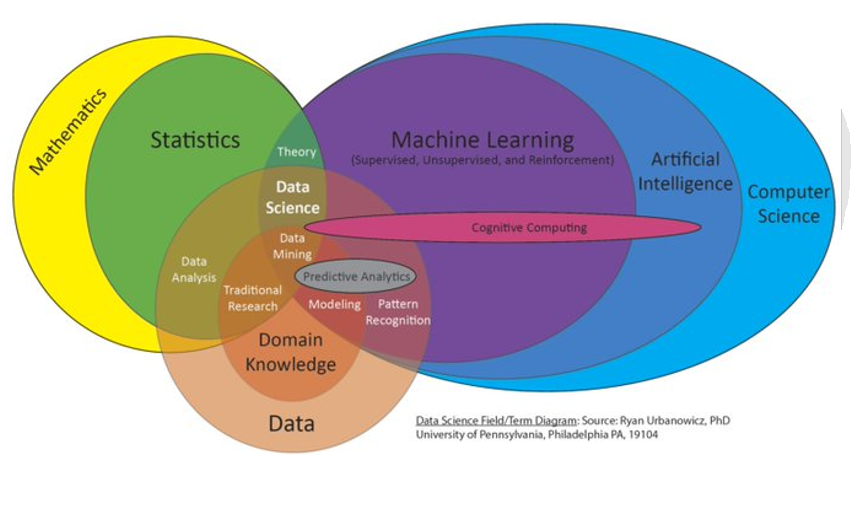 Mathematics
Statistics
Theory
Machine Learning
(Supervised, Unsupervised, and Reinforcement)
Artificial
Intelligence
Computer
Science
Data
Science
Cognitive Computing
Data
Mining
Data
Analysis
Predictive Analytics
Traditional
Research
Modeling
Pattern
Recognition
Domain
Knowledge
Data
Data Science Field/Term Diagram: Source: Ryan Urbanowicz, PhD
University of Pennsylvania, Philadelphia PA, 19104